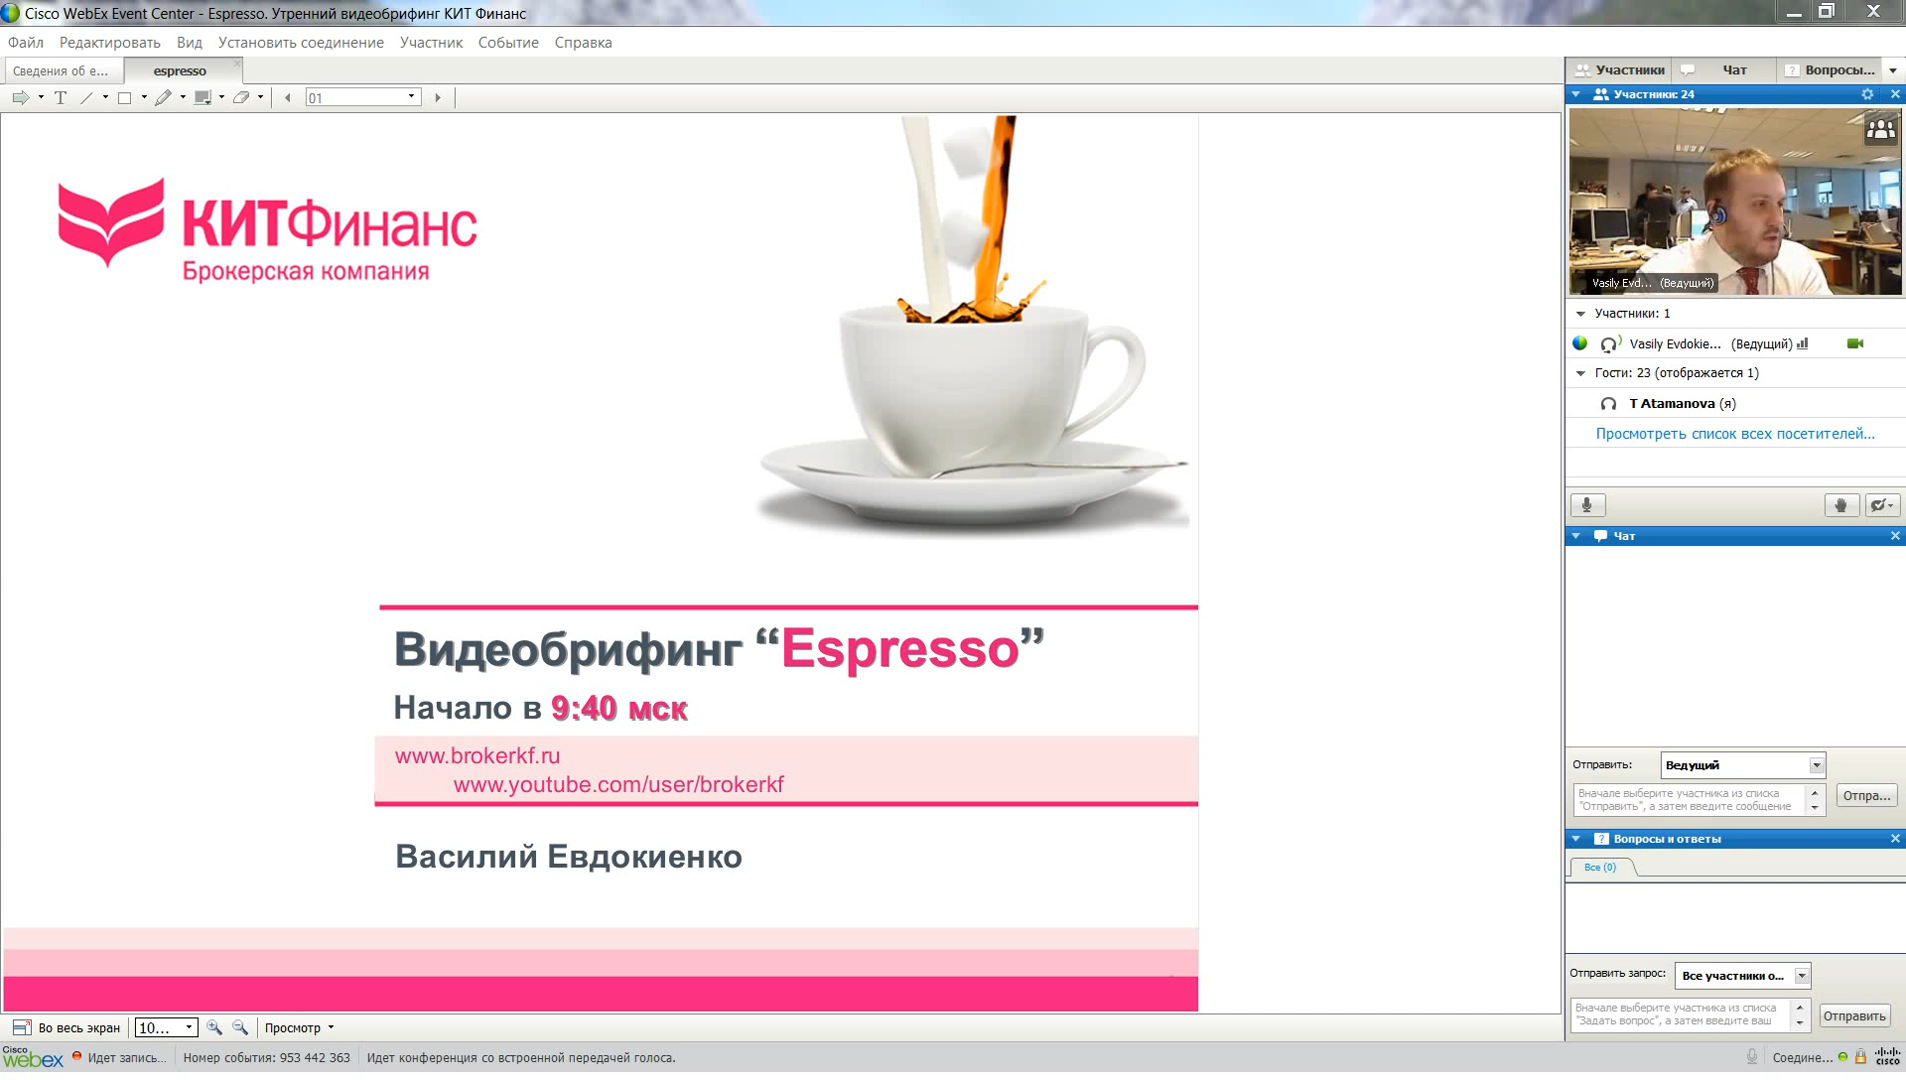 Cisco WebEx Event Center - Espresso. Утренний видеобрифинг КИТ Финанс
Файл Редактировать Вид Установить соединение Участник Событие Справка
Сведения об е... espresso
01
КИТФинанс
Брокерская компания
Видеобрифинг “Espresso”
Начало в 9:40 мск
www.brokerkf.ru
www.youtube.com/user/brokerkf
Василий Евдокиенко
Участники Чат Вопросы...
Участники: 24
Vasily Evd... (Ведущий)
Участники: 1
Vasily Evdokie... (Ведущий)
Гости: 23 (отображается 1)
T Atamanova (я)
Просмотреть список всех посетителей...
Чат
Отправить: Ведущий
Вначале выберите участника из списка
"Отправить", а затем введите сообщение
Отпра...
Вопросы и ответы
Все (0)
Отправить запрос: Все участники о...
Вначале выберите участника из списка
"Задать вопрос", а затем введите ваш
Отправить
Во весь экран 10... Просмотр
Cisco webex Идет запись... Номер события: 953 442 363 Идет конференция со встроенной передачей голоса. Соедине... cisco